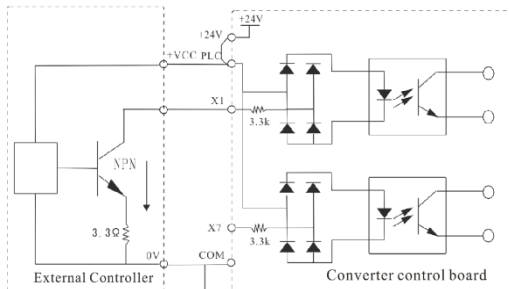 +24V
+24V
+VCC
PLC
X1
3.3k
NPN
3.3Ω
X7
3.3k
0V
COM
External Controller
Converter control board